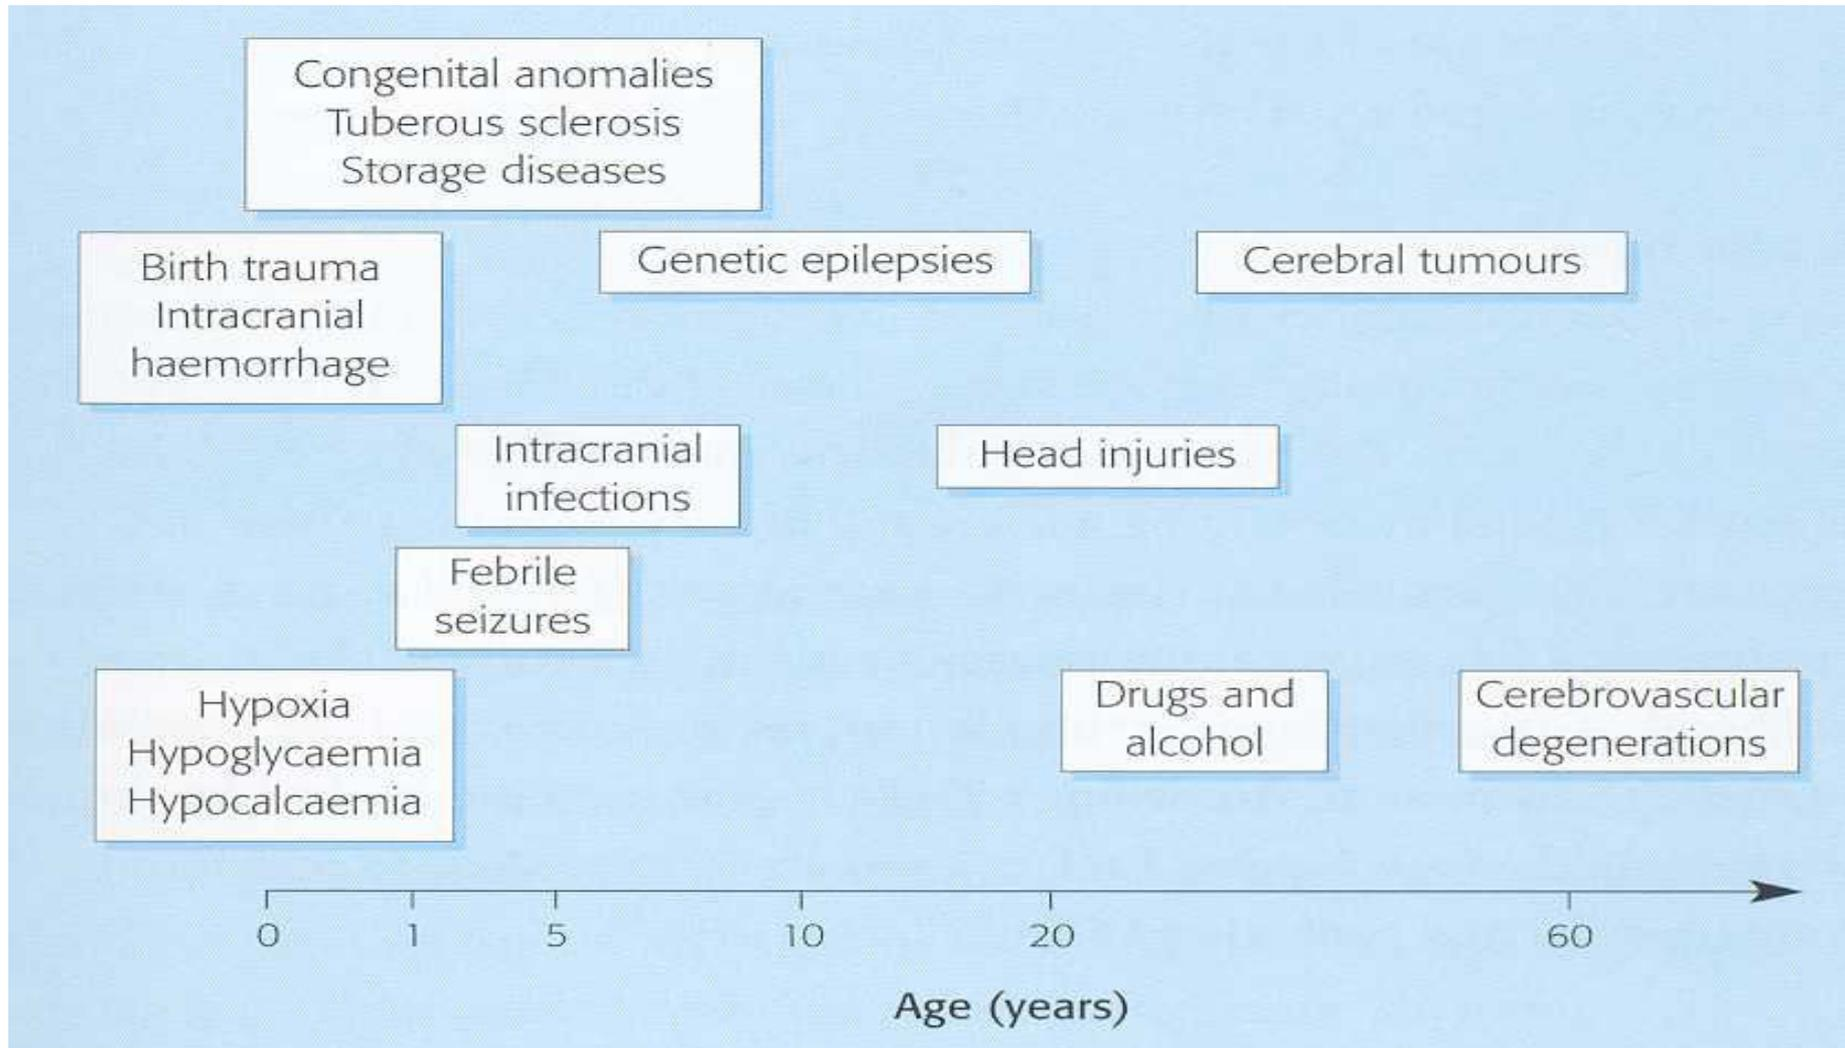 Congenital anomalies
Tuberous sclerosis
Storage diseases
Birth trauma
Intracranial
haemorrhage
Genetic epilepsies
Cerebral tumours
Intracranial
infections
Head injuries
Febrile
seizures
Hypoxia
Hypoglycaemia
Hypocalcaemia
Drugs and
alcohol
Cerebrovascular
degenerations
0 1 5 10 20 60
Age (years)